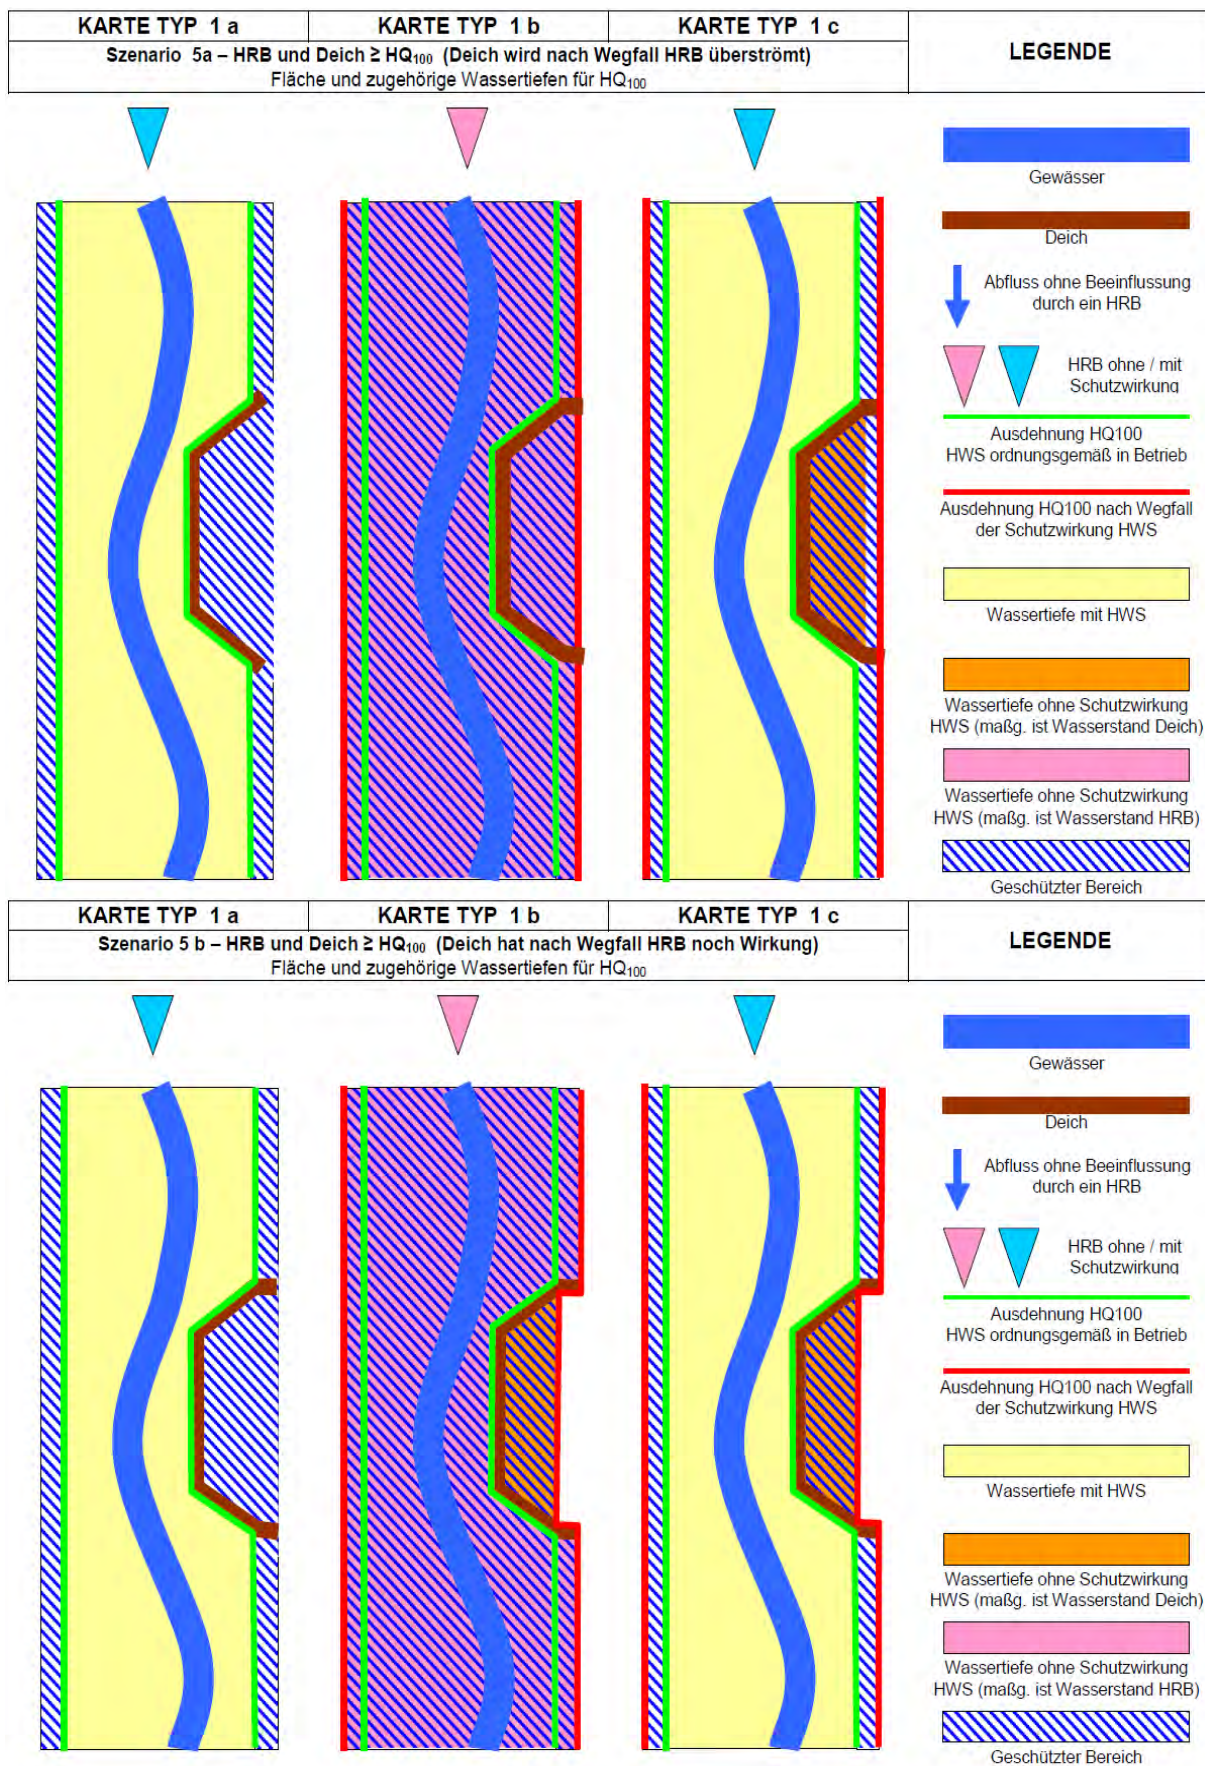 KARTE TYP 1 a
KARTE TYP 1 b
KARTE TYP 1 c
Szenario 5a – HRB und Deich ≥ HQ100 (Deich wird nach Wegfall HRB überströmt)
Fläche und zugehörige Wassertiefen für HQ100
LEGENDE
Gewässer
Deich
Abfluss ohne Beeinflussung
durch ein HRB
HRB ohne / mit
Schutzwirkung
Ausdehnung HQ100
HWS ordnungsgemäß in Betrieb
Ausdehnung HQ100 nach Wegfall
der Schutzwirkung HWS
Wassertiefe mit HWS
Wassertiefe ohne Schutzwirkung
HWS (maßg. ist Wasserstand Deich)
Wassertiefe ohne Schutzwirkung
HWS (maßg. ist Wasserstand HRB)
Geschützter Bereich
KARTE TYP 1 a
KARTE TYP 1 b
KARTE TYP 1 c
Szenario 5 b – HRB und Deich ≥ HQ100 (Deich hat nach Wegfall HRB noch Wirkung)
Fläche und zugehörige Wassertiefen für HQ100
LEGENDE
Gewässer
Deich
Abfluss ohne Beeinflussung
durch ein HRB
HRB ohne / mit
Schutzwirkung
Ausdehnung HQ100
HWS ordnungsgemäß in Betrieb
Ausdehnung HQ100 nach Wegfall
der Schutzwirkung HWS
Wassertiefe mit HWS
Wassertiefe ohne Schutzwirkung
HWS (maßg. ist Wasserstand Deich)
Wassertiefe ohne Schutzwirkung
HWS (maßg. ist Wasserstand HRB)
Geschützter Bereich